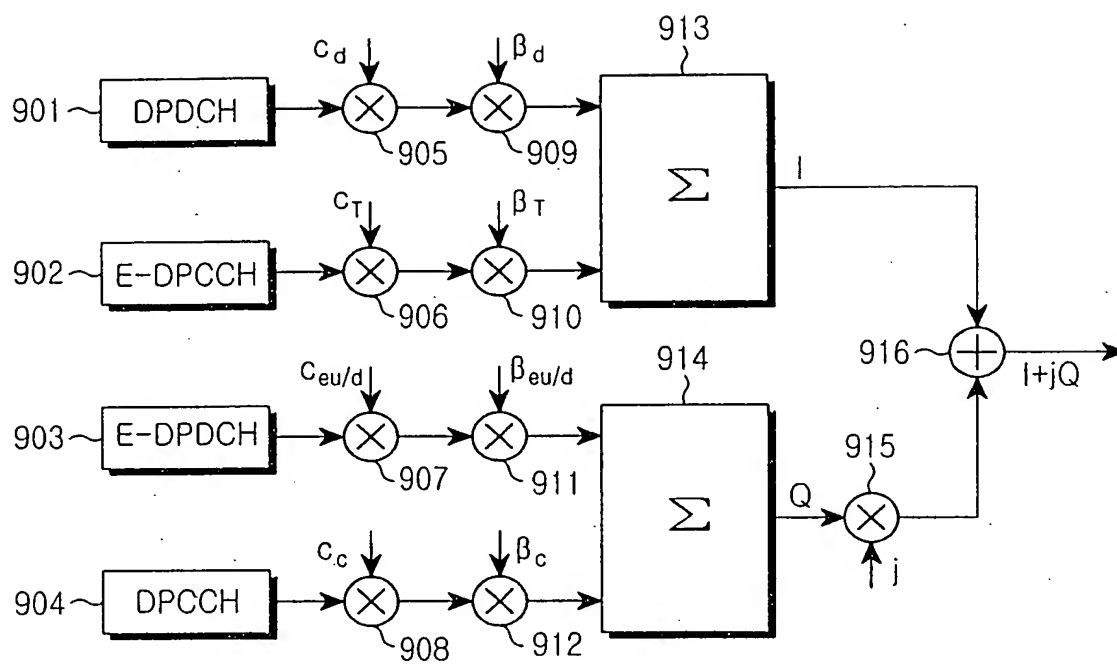 913
C_d β_d
901 DPDCH
905 909
Σ
I
C_T β_T
902 E-DPCCH
906 910
916
I+jQ
914
C_eu/d β_eu/d
903 E-DPDCH
907 911
915
Σ
Q
j
C_c β_c
904 DPCCH
908 912